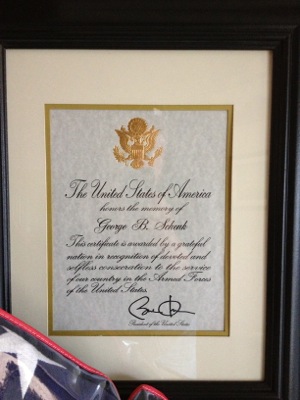 The United States of America
honors the memory of
George B. Schenk
This certificate is awarded by a grateful
nation in recognition of devoted and
selfless consecration to the service
of our country in the Armed Forces
of the United States.
President of the United States